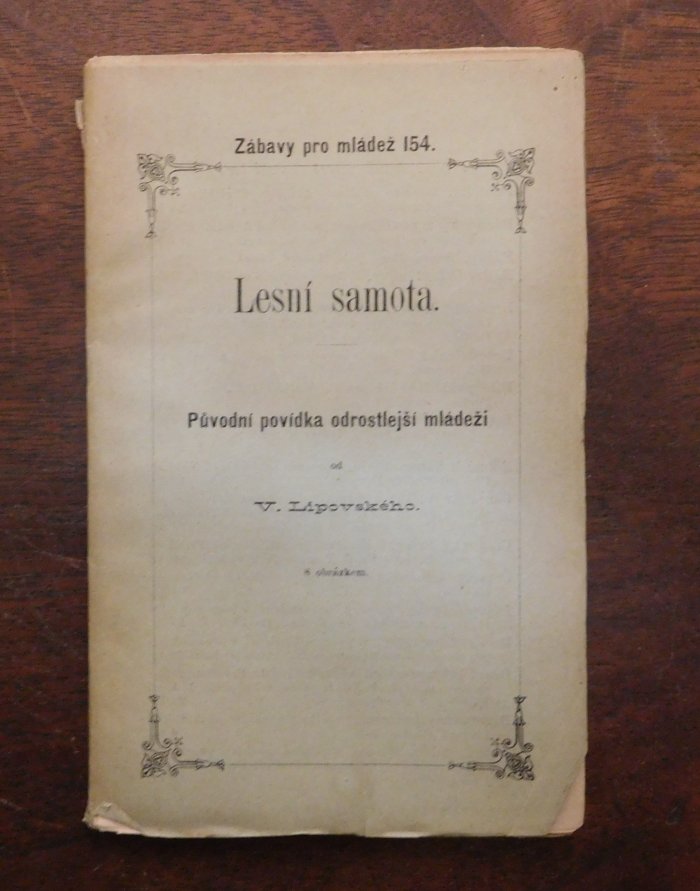 Zábavy pro mládež 154.
Lesní samota.
Původní povídka odrostlejší mládeži
od
V. Lipovského.
S obrázkem.